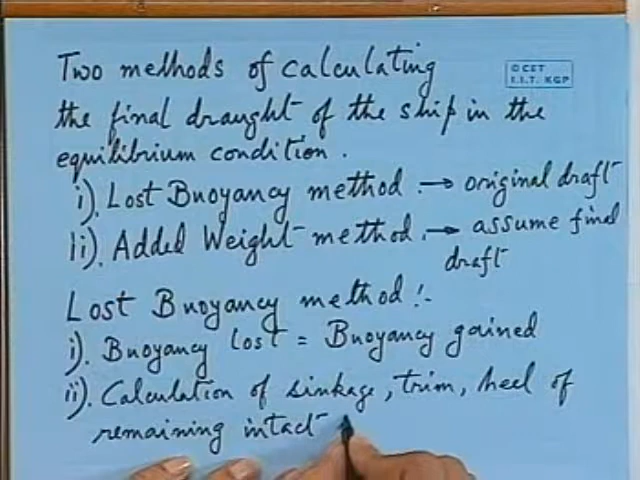 Two methods of calculating
©CET
I.I.T. KGP
the final draught of the ship in the
equilibrium condition.
i). Lost Buoyancy method. → original draft
ii). Added Weight method. → assume final
draft
Lost Buoyancy method :-
i). Buoyancy lost = Buoyancy gained
ii). Calculation of sinkage, trim, heel of
remaining intact